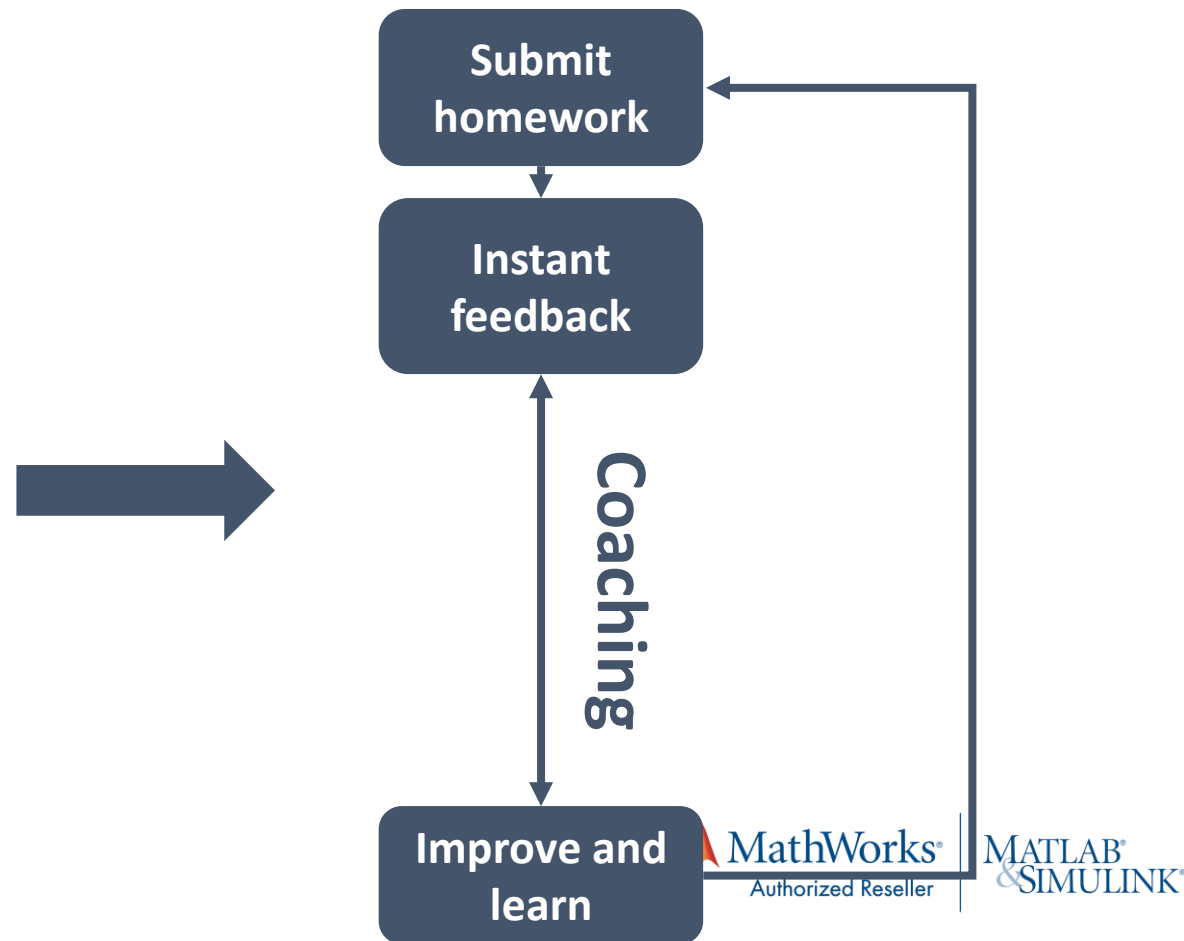 Submit
homework
Instant
feedback
Coaching
Improve and
learn
MathWorks®
Authorized Reseller
MATLAB®
&SIMULINK®